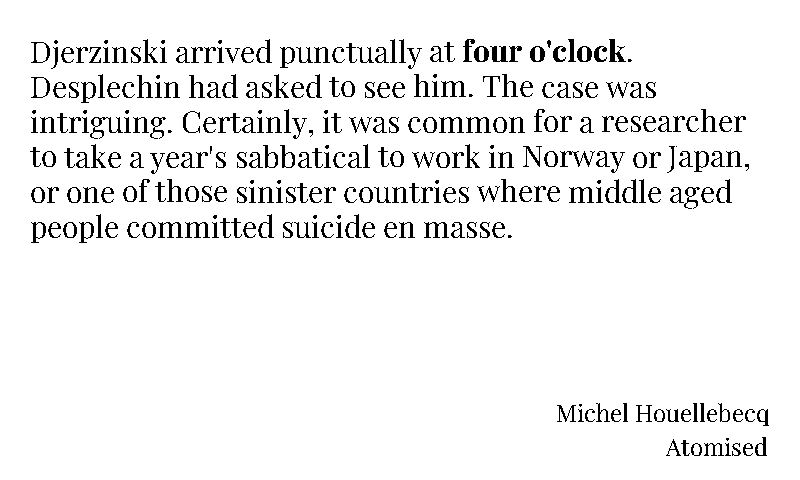 Djerzinski arrived punctually at four o'clock.
Desplechin had asked to see him. The case was
intriguing. Certainly, it was common for a researcher
to take a year's sabbatical to work in Norway or Japan,
or one of those sinister countries where middle aged
people committed suicide en masse.
Michel Houellebecq
Atomised